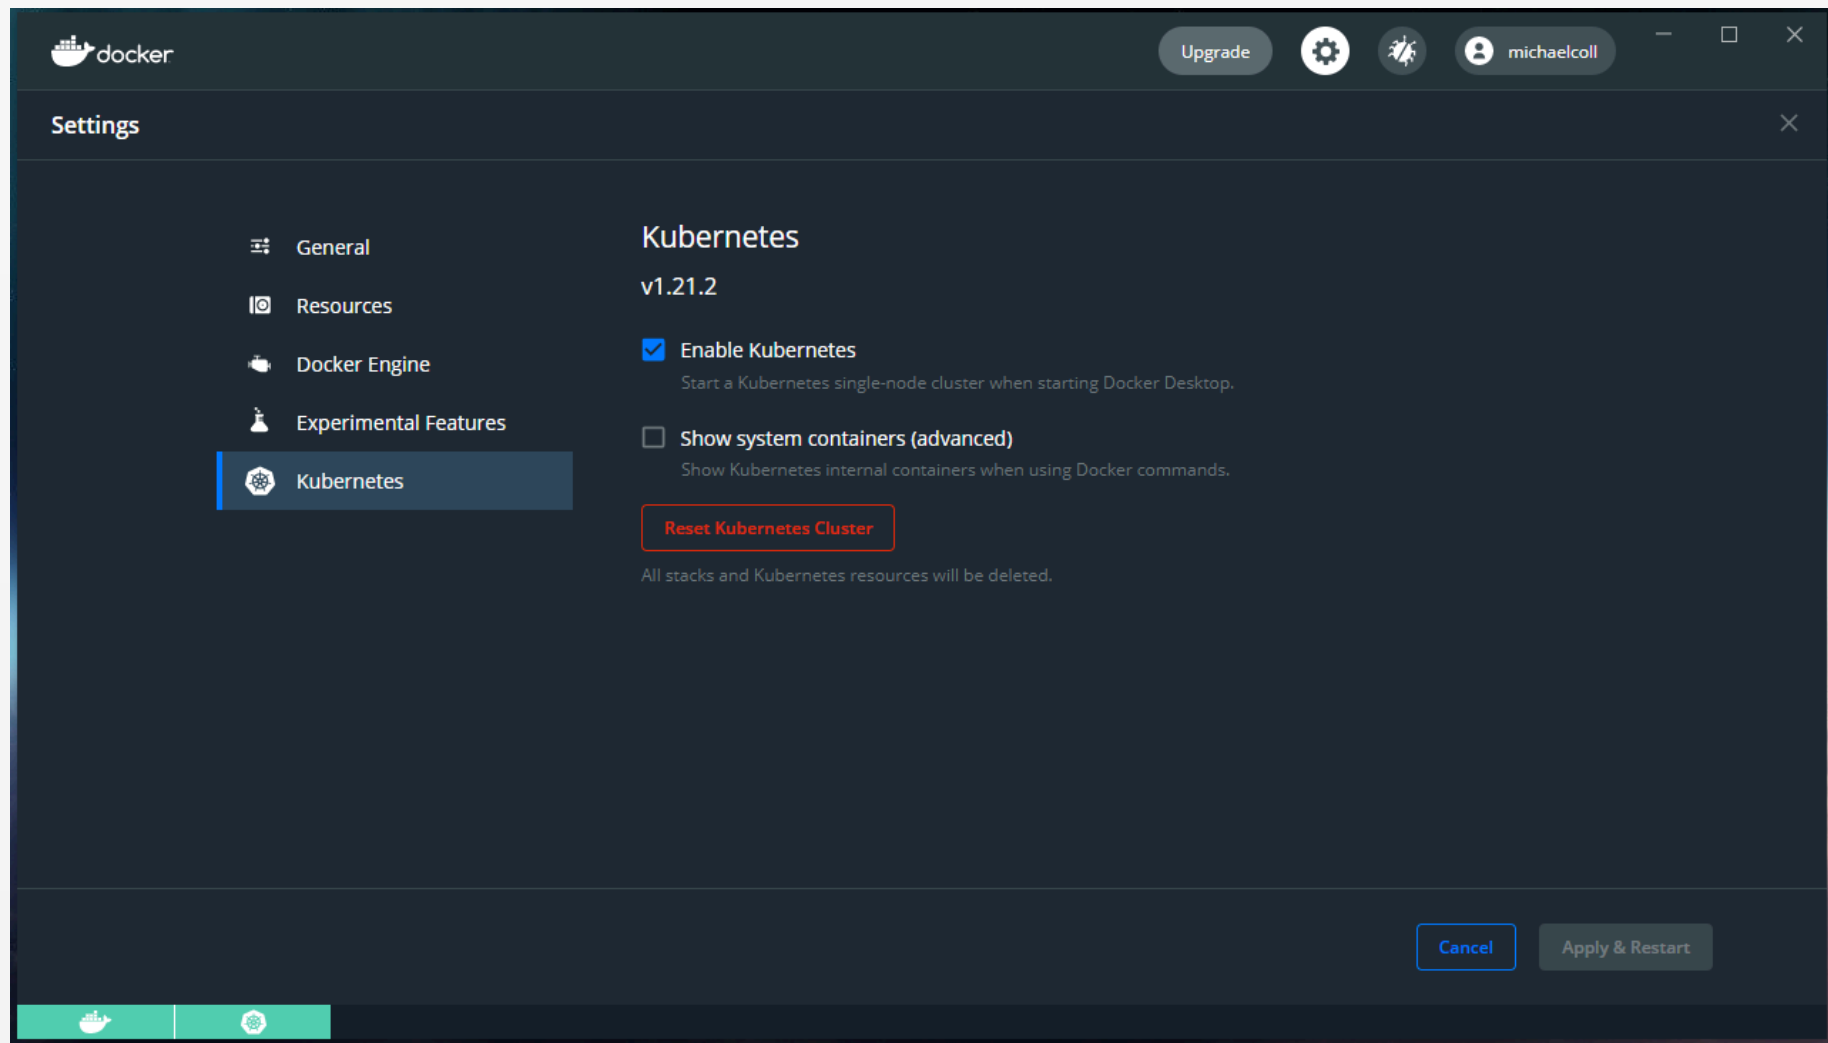 docker
Upgrade
michaelcoll
Settings
General
Resources
Docker Engine
Experimental Features
Kubernetes
Kubernetes
v1.21.2
Enable Kubernetes
Start a Kubernetes single-node cluster when starting Docker Desktop.
Show system containers (advanced)
Show Kubernetes internal containers when using Docker commands.
Reset Kubernetes Cluster
All stacks and Kubernetes resources will be deleted.
Cancel
Apply & Restart